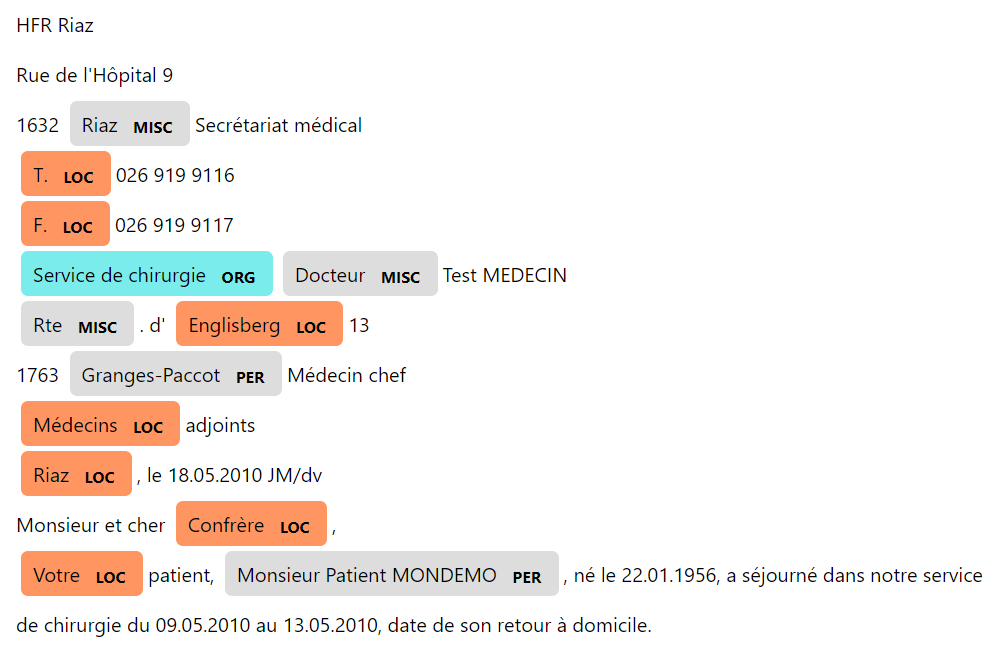 HFR Riaz
Rue de l'Hôpital 9
1632 Riaz MISC Secrétariat médical
T. LOC 026 919 9116
F. LOC 026 919 9117
Service de chirurgie ORG Docteur MISC Test MEDECIN
Rte MISC . d' Englisberg LOC 13
1763 Granges-Paccot PER Médecin chef
Médecins LOC adjoints
Riaz LOC , le 18.05.2010 JM/dv
Monsieur et cher Confrère LOC ,
Votre LOC patient, Monsieur Patient MONDEMO PER , né le 22.01.1956, a séjourné dans notre service
de chirurgie du 09.05.2010 au 13.05.2010, date de son retour à domicile.